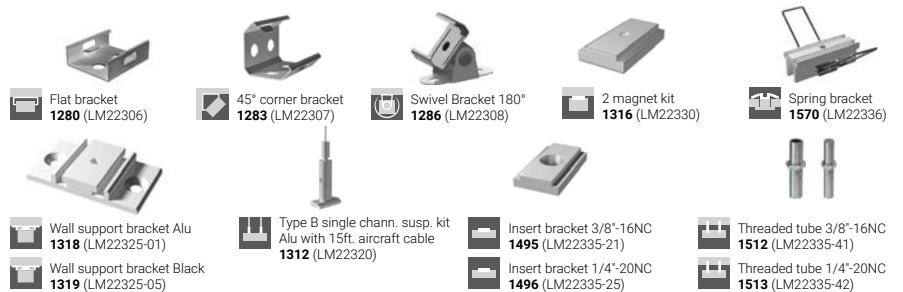 Flat bracket
1280 (LM22306)
45° corner bracket
1283 (LM22307)
Swivel Bracket 180°
1286 (LM22308)
2 magnet kit
1316 (LM22330)
Spring bracket
1570 (LM22336)
Wall support bracket Alu
1318 (LM22325-01)
Wall support bracket Black
1319 (LM22325-05)
Type B single chann. susp. kit
Alu with 15ft. aircraft cable
1312 (LM22320)
Insert bracket 3/8"-16NC
1495 (LM22335-21)
Insert bracket 1/4"-20NC
1496 (LM22335-25)
Threaded tube 3/8"-16NC
1512 (LM22335-41)
Threaded tube 1/4"-20NC
1513 (LM22335-42)